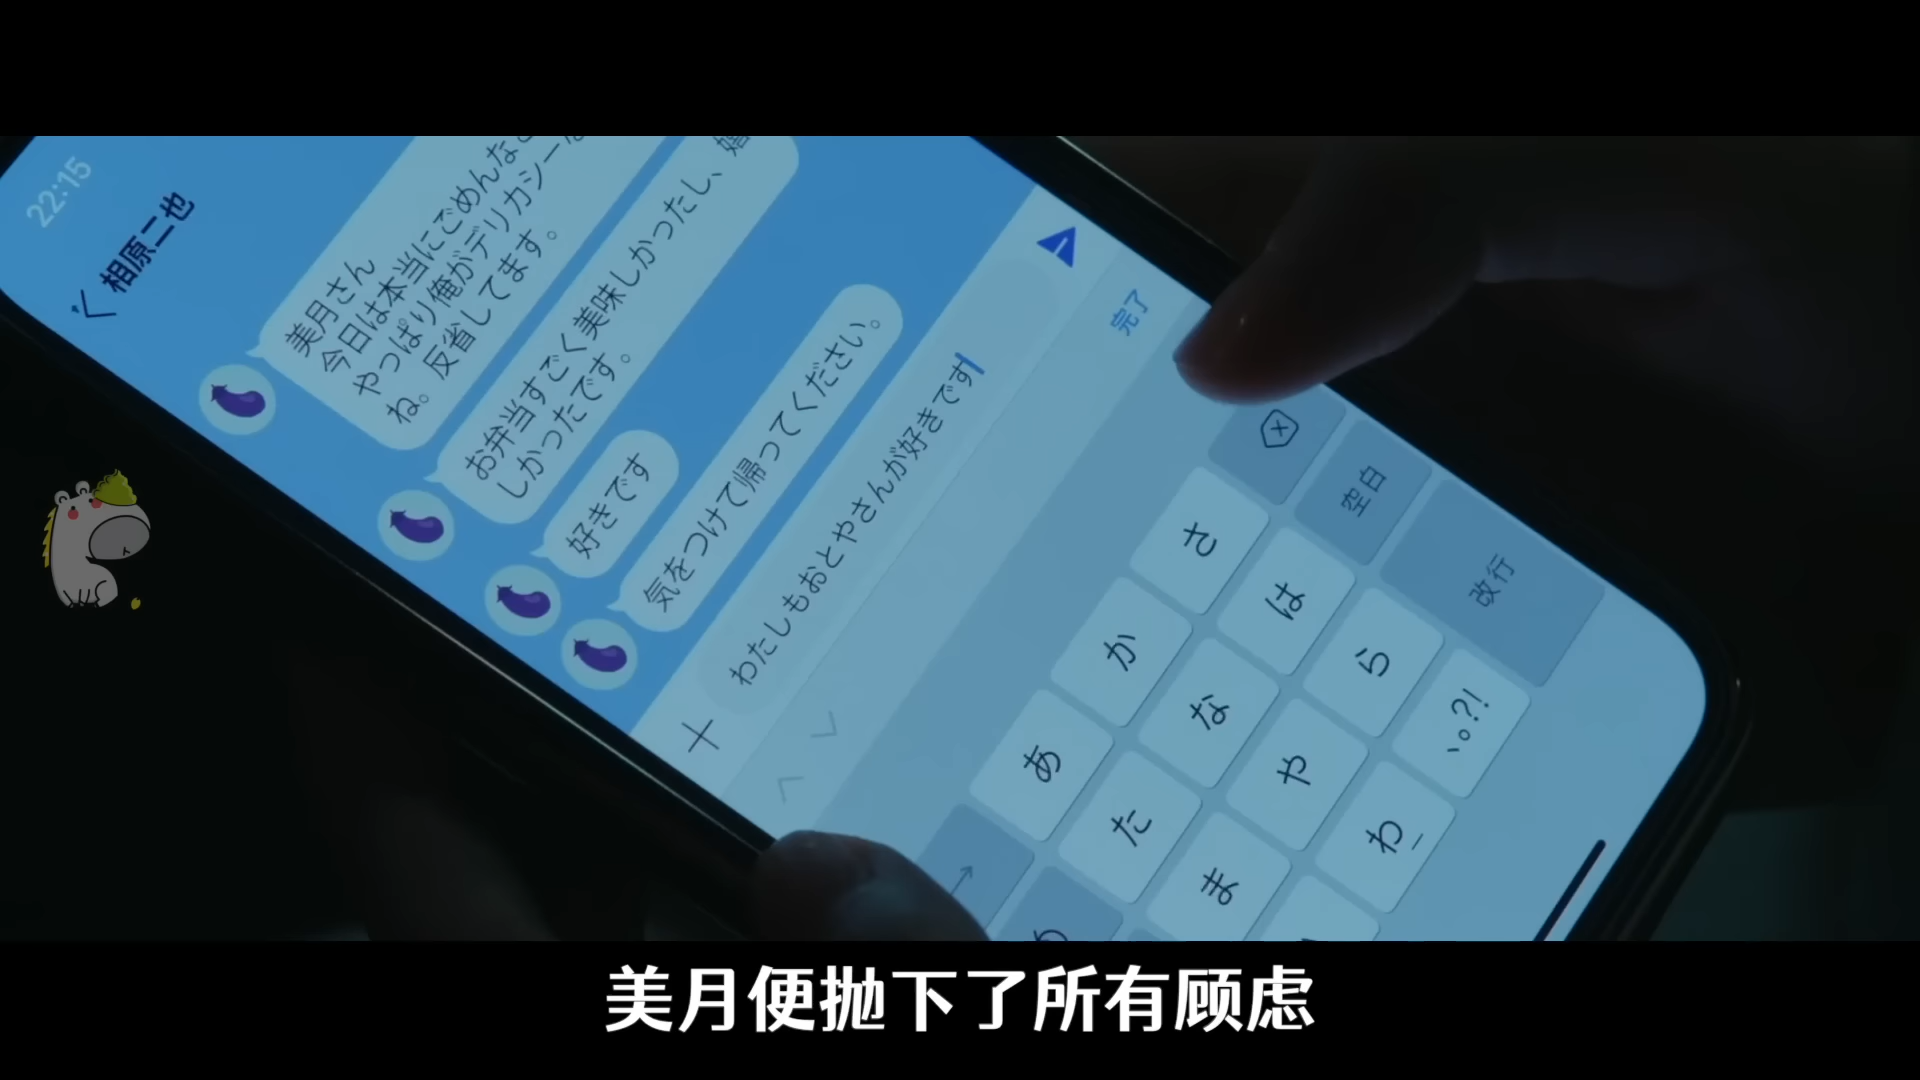 22:15
相原二也
美月さん
今日は本当にごめんなさ
やっぱり俺がデリカシーな
ね。 反省してます。
お弁当すごく美味しかったし、嬉
しかったです。
好きです
気をつけて帰ってください。
わたしもおとやさんが好きです
完了
あ
か
さ
た
な
は
空白
ま
や
ら
改行
わ_
、。?!
美月便抛下了所有顾虑